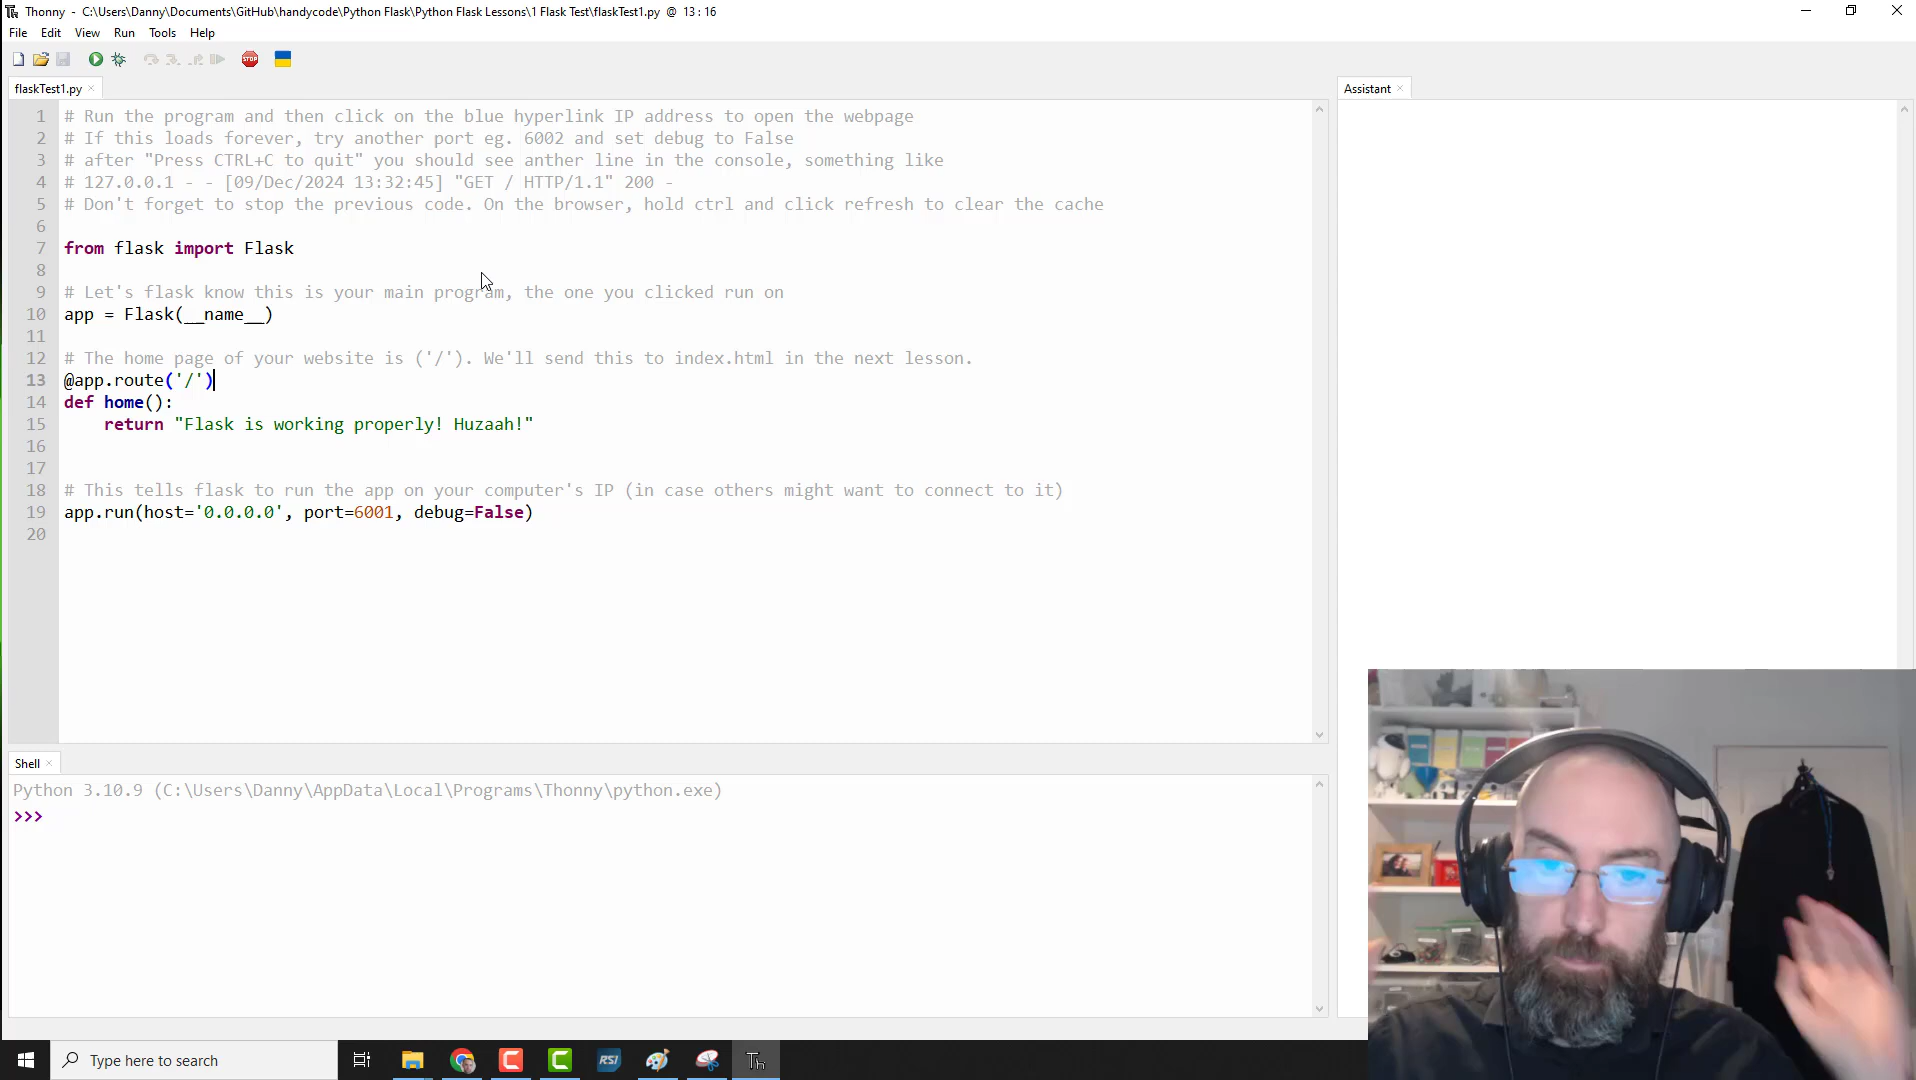 Th Thonny - C:\Users\Danny\Documents\GitHub\handycode\Python Flask\Python Flask Lessons\1 Flask Test\flaskTest1.py @ 13:16
File Edit View Run Tools Help
STOP
flaskTest1.py ×
Assistant ×
1 # Run the program and then click on the blue hyperlink IP address to open the webpage
2 # If this loads forever, try another port eg. 6002 and set debug to False
3 # after "Press CTRL+C to quit" you should see anther line in the console, something like
4 # 127.0.0.1 - - [09/Dec/2024 13:32:45] "GET / HTTP/1.1" 200 -
5 # Don't forget to stop the previous code. On the browser, hold ctrl and click refresh to clear the cache
6
7 from flask import Flask
8
9 # Let's flask know this is your main program, the one you clicked run on
10 app = Flask(__name__)
11
12 # The home page of your website is ('/'). We'll send this to index.html in the next lesson.
13 @app.route('/')
14 def home():
15     return "Flask is working properly! Huzaah!"
16
17
18 # This tells flask to run the app on your computer's IP (in case others might want to connect to it)
19 app.run(host='0.0.0.0', port=6001, debug=False)
20
Shell ×
Python 3.10.9 (C:\Users\Danny\AppData\Local\Programs\Thonny\python.exe)
>>>
Type here to search
RSI
Th